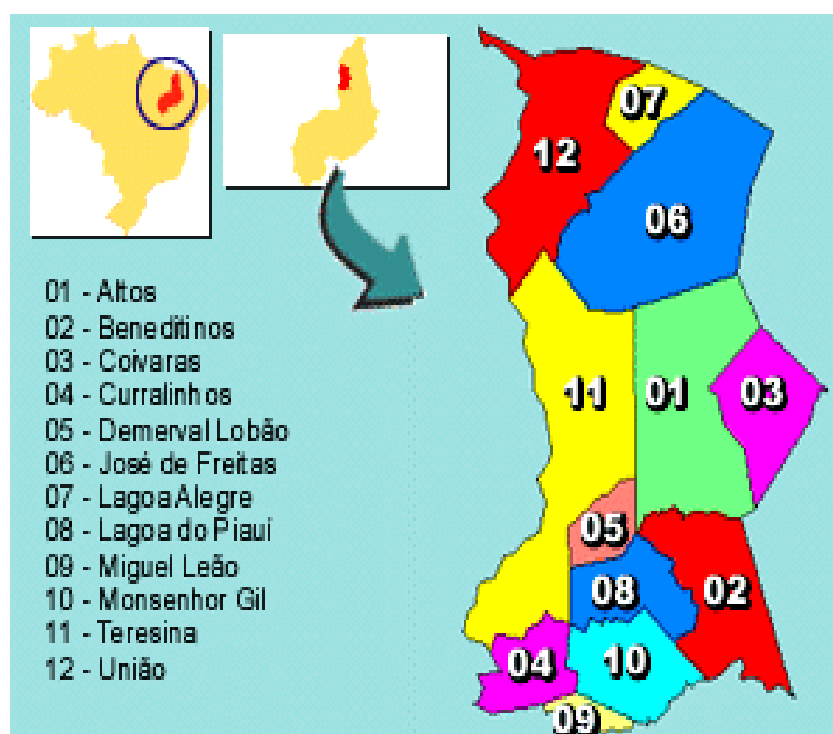 01 - Altos
02 - Beneditinos
03 - Coivaras
04 - Curralinhos
05 - Demerval Lobão
06 - José de Freitas
07 - Lagoa Alegre
08 - Lagoa do Piauí
09 - Miguel Leão
10 - Monsenhor Gil
11 - Teresina
12 - União
07
12
06
11
01
03
05
08
02
04
10
09